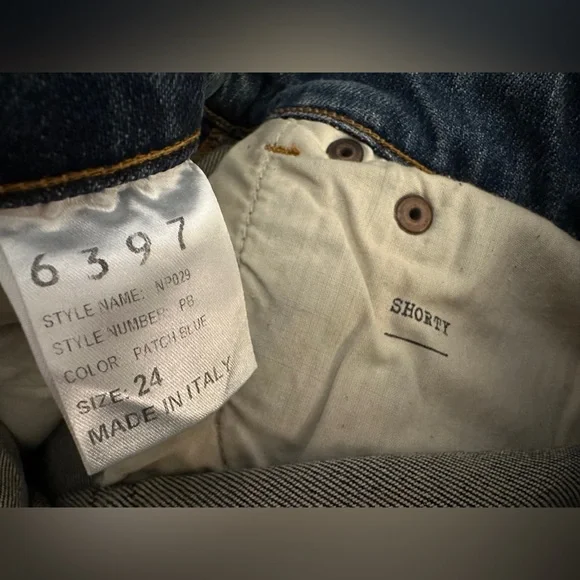 6397
STYLE NAME: NP029
STYLE NUMBER: PB
COLOR PATCH BLUE
SIZE: 24
MADE IN ITALY
SHORTY